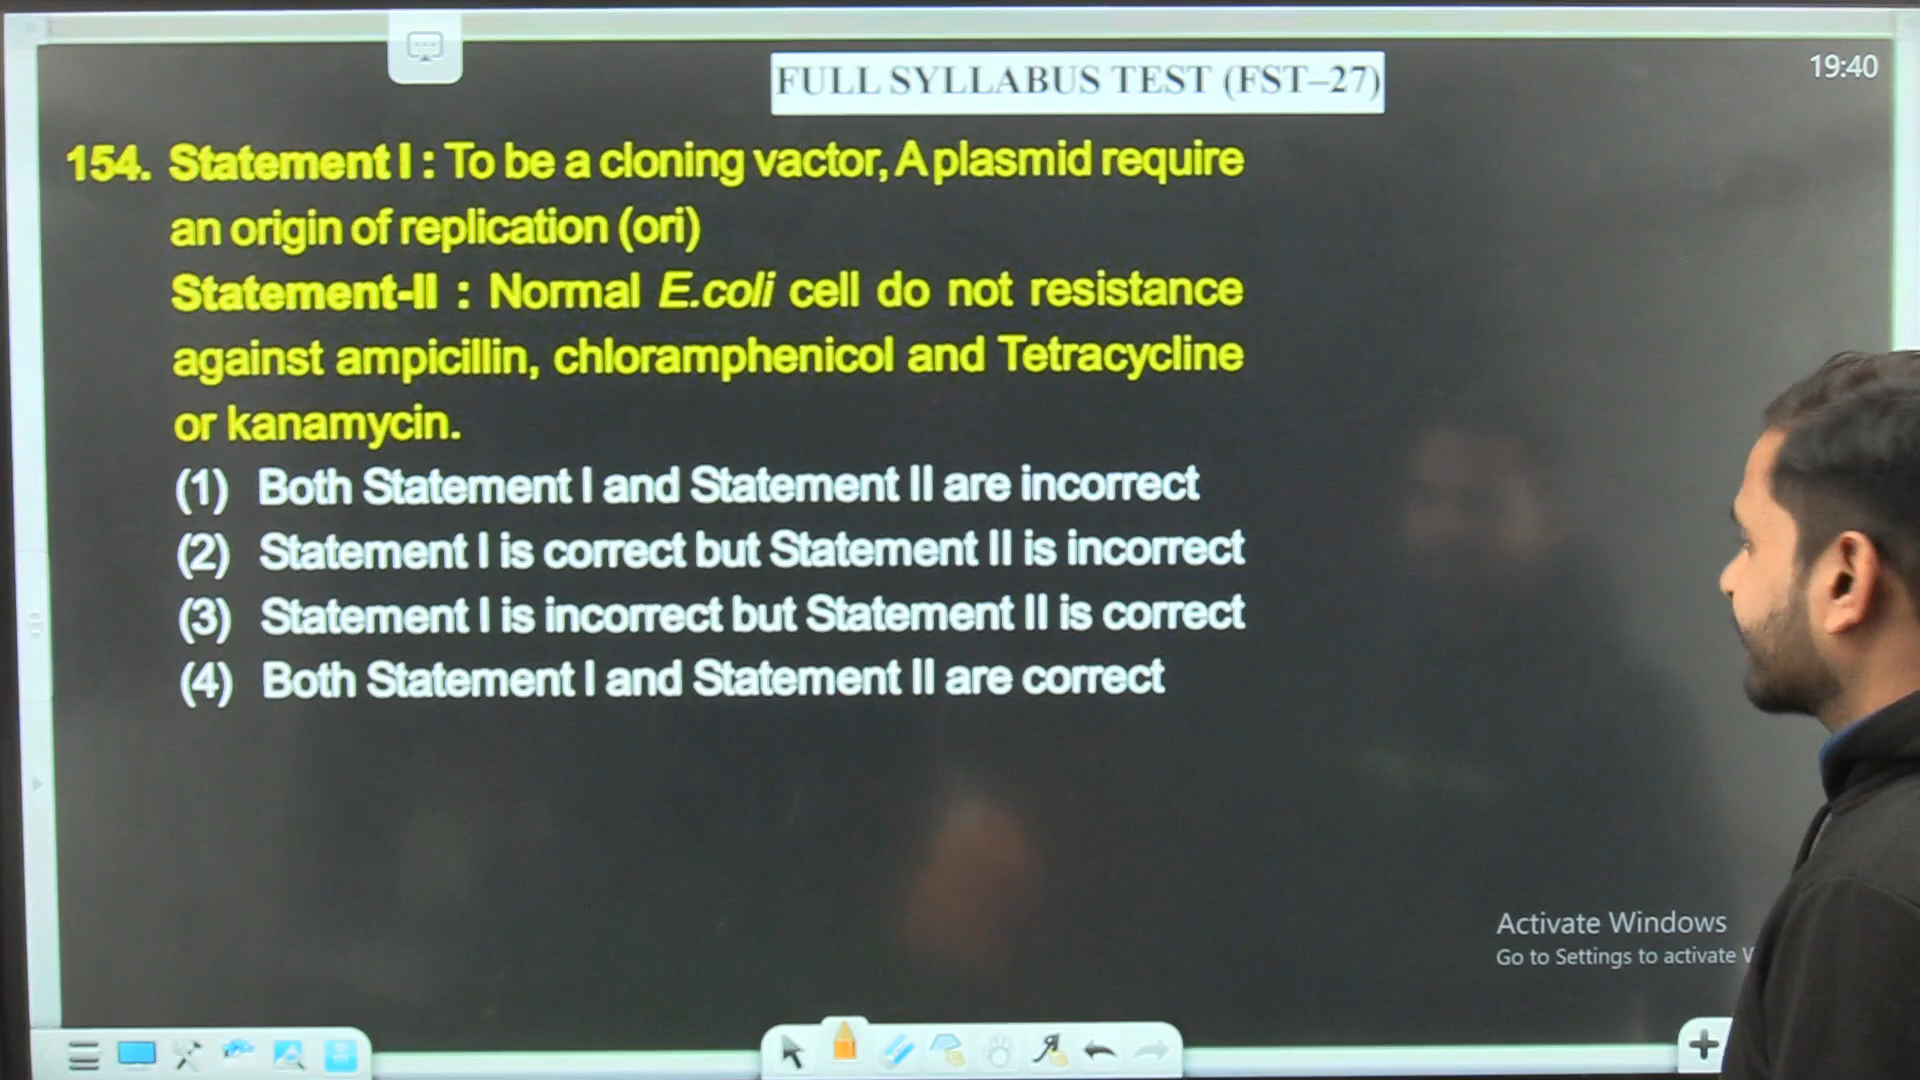 FULL SYLLABUS TEST (FST–27)
19:40
154. Statement I : To be a cloning vactor, A plasmid require
an origin of replication (ori)
Statement-II : Normal E.coli cell do not resistance
against ampicillin, chloramphenicol and Tetracycline
or kanamycin.
(1) Both Statement I and Statement II are incorrect
(2) Statement I is correct but Statement II is incorrect
(3) Statement I is incorrect but Statement II is correct
(4) Both Statement I and Statement II are correct
Activate Windows
Go to Settings to activate